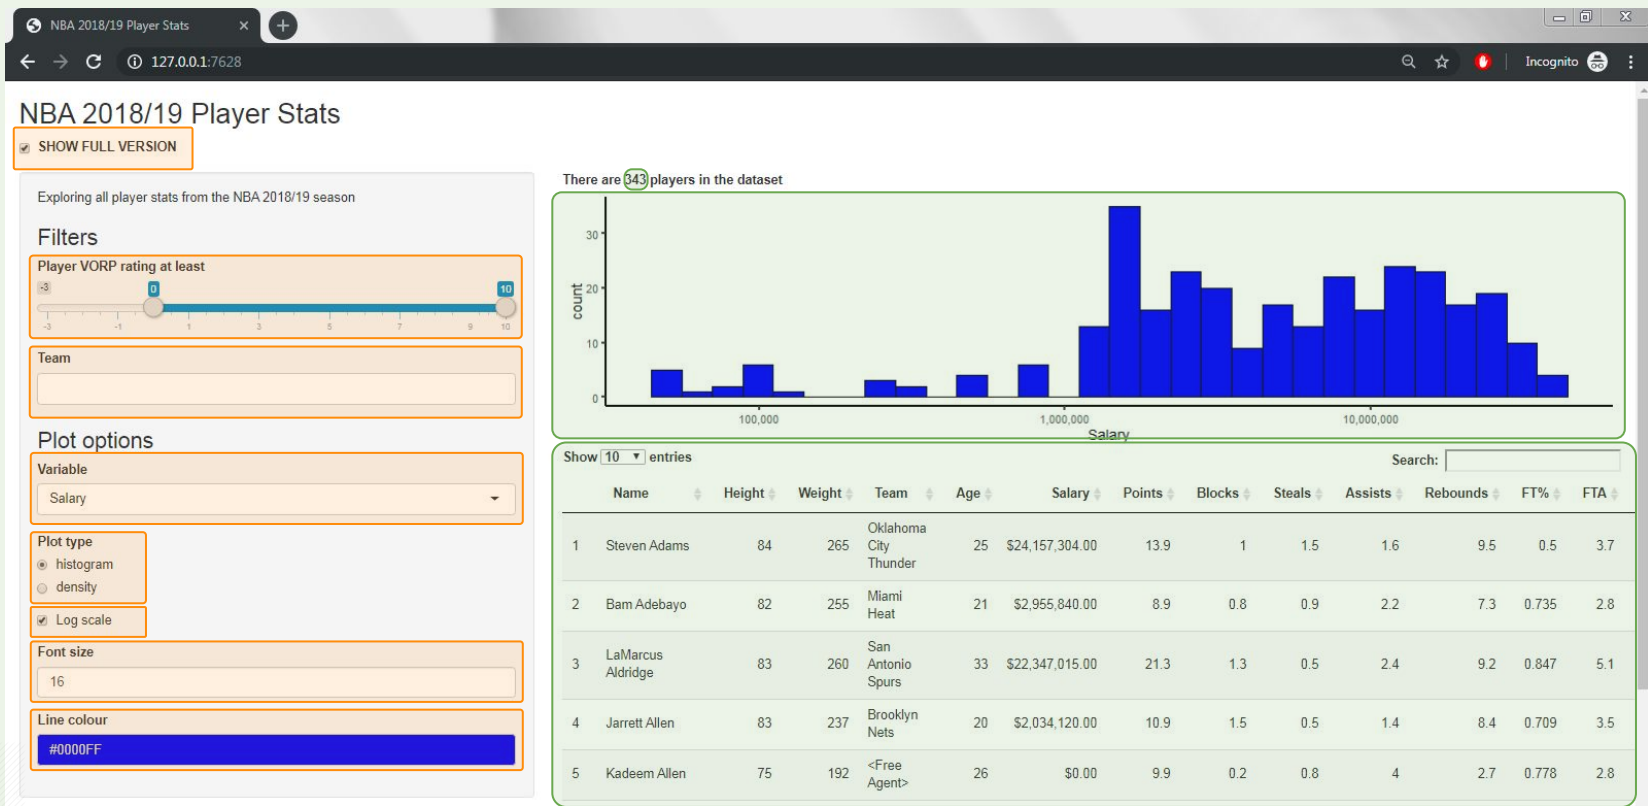 NBA 2018/19 Player Stats
127.0.0.1:7628
Incognito
NBA 2018/19 Player Stats
SHOW FULL VERSION
Exploring all player stats from the NBA 2018/19 season
Filters
Player VORP rating at least
-3 0 10
-3 -1 1 3 5 7 9 10
Team
Plot options
Variable
Salary
Plot type
histogram
density
Log scale
Font size
16
Line colour
#0000FF
There are 343 players in the dataset
count
30
20
10
0
100,000 1,000,000 10,000,000
Salary
Show 10 entries Search:
Name Height Weight Team Age Salary Points Blocks Steals Assists Rebounds FT% FTA
1 Steven Adams 84 265 Oklahoma City Thunder 25 $24,157,304.00 13.9 1 1.5 1.6 9.5 0.5 3.7
2 Bam Adebayo 82 255 Miami Heat 21 $2,955,840.00 8.9 0.8 0.9 2.2 7.3 0.735 2.8
3 LaMarcus Aldridge 83 260 San Antonio Spurs 33 $22,347,015.00 21.3 1.3 0.5 2.4 9.2 0.847 5.1
4 Jarrett Allen 83 237 Brooklyn Nets 20 $2,034,120.00 10.9 1.5 0.5 1.4 8.4 0.709 3.5
5 Kadeem Allen 75 192 <Free Agent> 26 $0.00 9.9 0.2 0.8 4 2.7 0.778 2.8